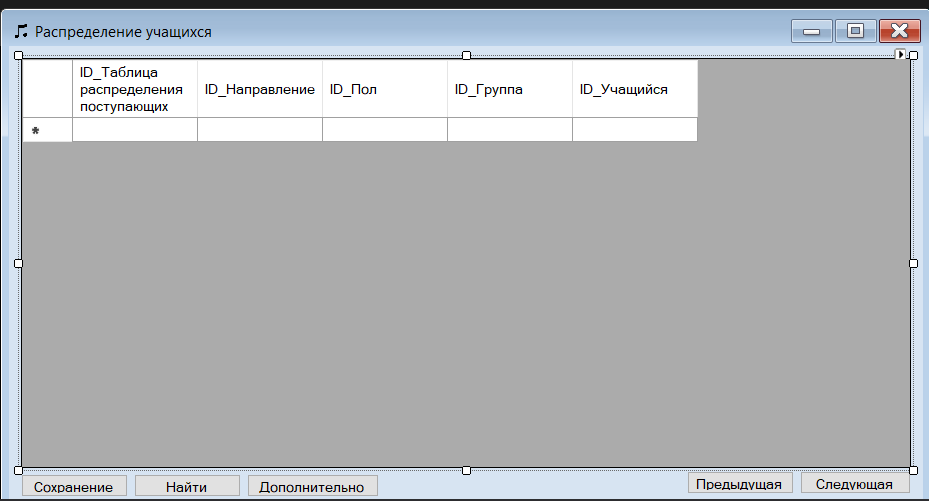 Распределение учащихся
ID_Таблица
распределения
поступающих
ID_Направление
ID_Пол
ID_Группа
ID_Учащийся
*
Сохранение
Найти
Дополнительно
Предыдущая
Следующая